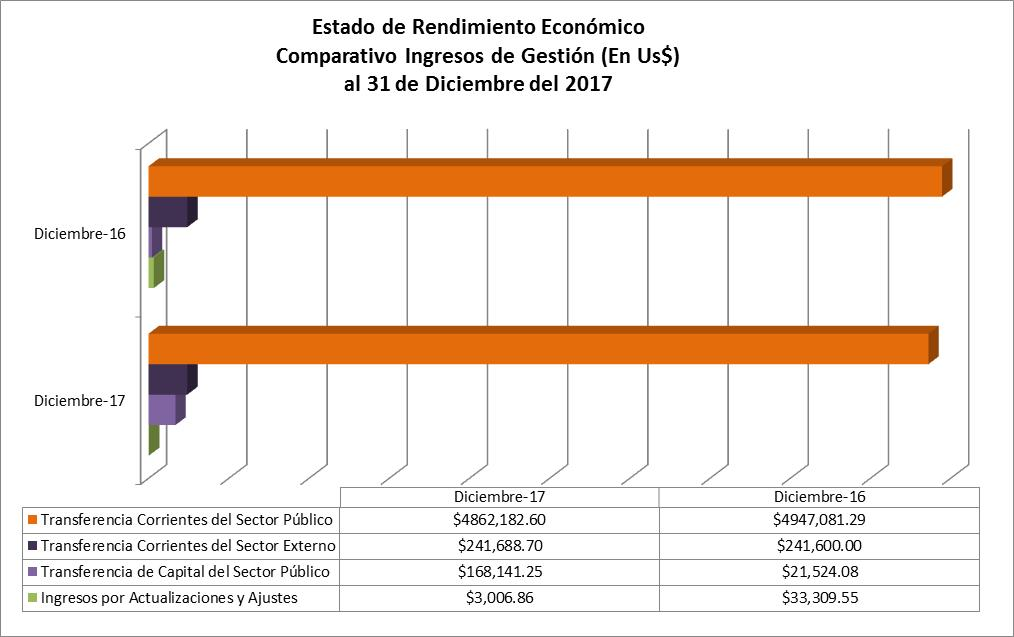 Estado de Rendimiento Económico
Comparativo Ingresos de Gestión (En Us$)
al 31 de Diciembre del 2017
Diciembre-16
Diciembre-17
Diciembre-17 Diciembre-16
Transferencia Corrientes del Sector Público $4862,182.60 $4947,081.29
Transferencia Corrientes del Sector Externo $241,688.70 $241,600.00
Transferencia de Capital del Sector Público $168,141.25 $21,524.08
Ingresos por Actualizaciones y Ajustes $3,006.86 $33,309.55